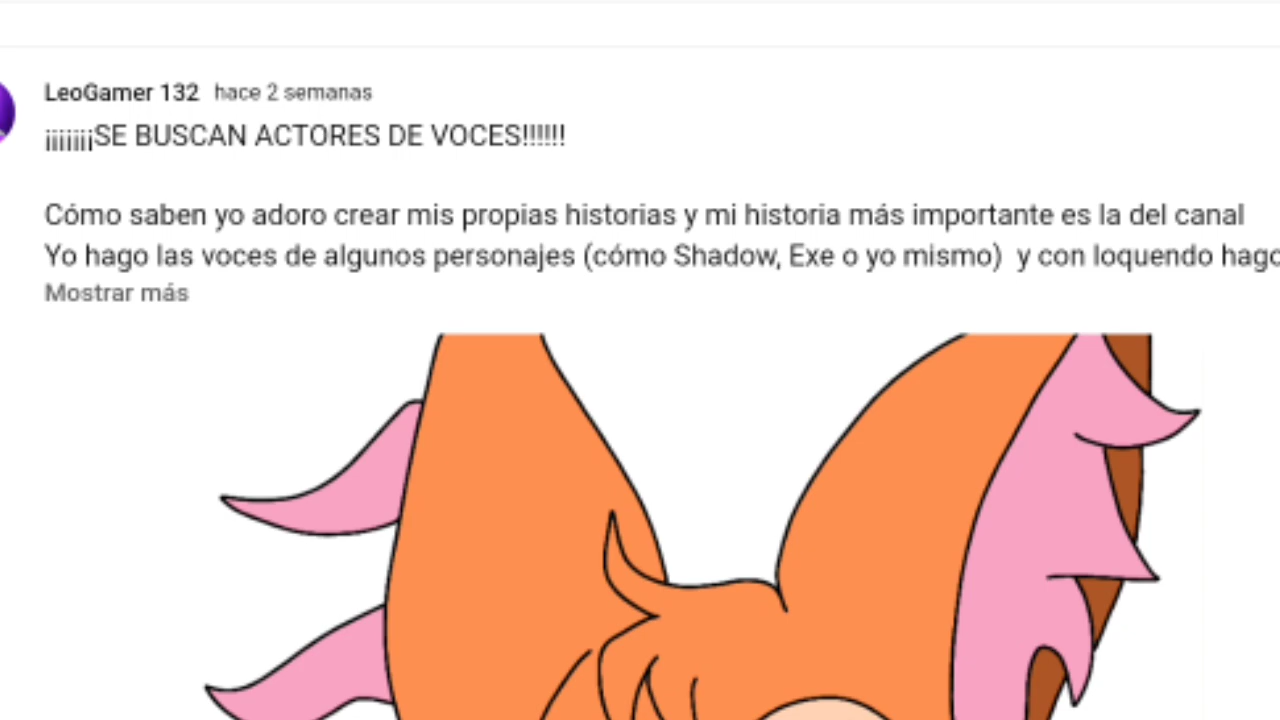 LeoGamer 132 hace 2 semanas
¡¡¡¡¡¡¡SE BUSCAN ACTORES DE VOCES!!!!!!
Cómo saben yo adoro crear mis propias historias y mi historia más importante es la del canal
Yo hago las voces de algunos personajes (cómo Shadow, Exe o yo mismo)  y con loquendo hago
Mostrar más